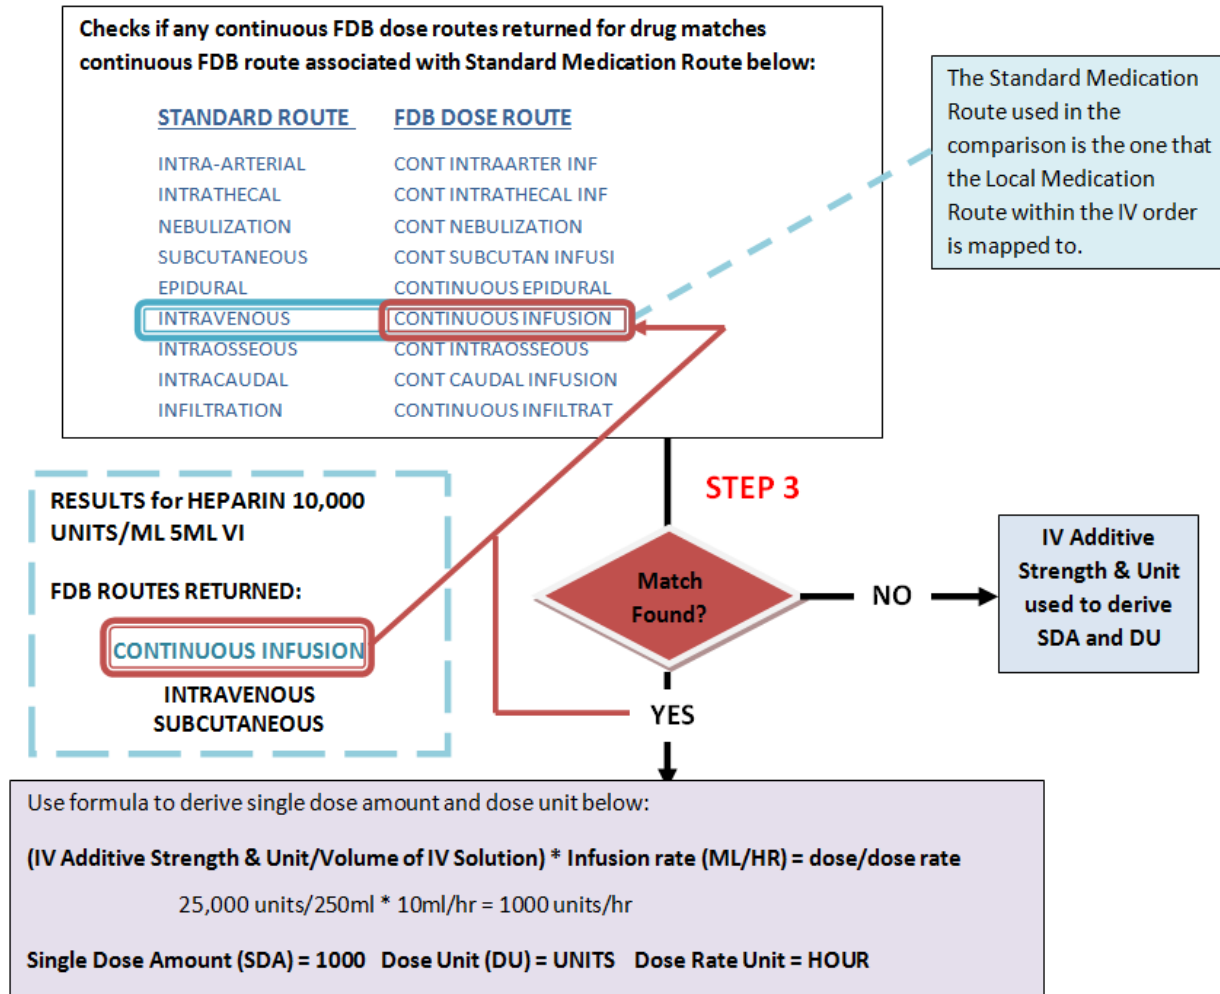 Checks if any continuous FDB dose routes returned for drug matches
continuous FDB route associated with Standard Medication Route below:
STANDARD ROUTE FDB DOSE ROUTE
INTRA-ARTERIAL CONT INTRAARTER INF
INTRATHECAL CONT INTRATHECAL INF
NEBULIZATION CONT NEBULIZATION
SUBCUTANEOUS CONT SUBCUTAN INFUSI
EPIDURAL CONTINUOUS EPIDURAL
INTRAVENOUS CONTINUOUS INFUSION
INTRAOSSEOUS CONT INTRAOSSEOUS
INTRACAUDAL CONT CAUDAL INFUSION
INFILTRATION CONTINUOUS INFILTRAT
The Standard Medication
Route used in the
comparison is the one that
the Local Medication
Route within the IV order
is mapped to.
RESULTS for HEPARIN 10,000
UNITS/ML 5ML VI
FDB ROUTES RETURNED:
CONTINUOUS INFUSION
INTRAVENOUS
SUBCUTANEOUS
STEP 3
Match
Found?
NO
IV Additive
Strength & Unit
used to derive
SDA and DU
YES
Use formula to derive single dose amount and dose unit below:
(IV Additive Strength & Unit/Volume of IV Solution) * Infusion rate (ML/HR) = dose/dose rate
25,000 units/250ml * 10ml/hr = 1000 units/hr
Single Dose Amount (SDA) = 1000 Dose Unit (DU) = UNITS Dose Rate Unit = HOUR